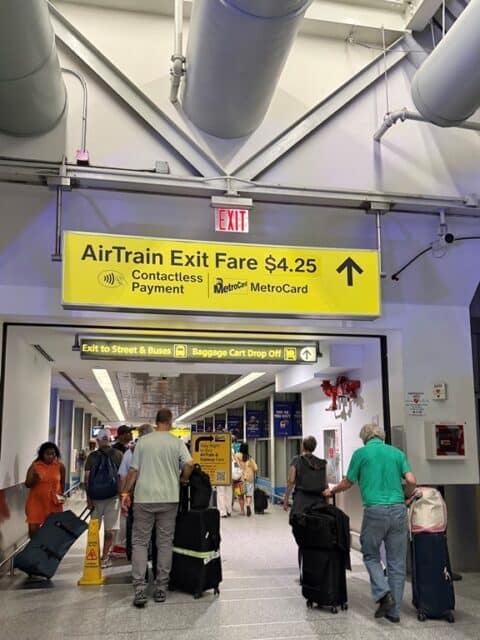 EXIT
AirTrain Exit Fare $4.25
Contactless
Payment
MetroCard MetroCard
Exit to Street & Buses Baggage Cart Drop Off